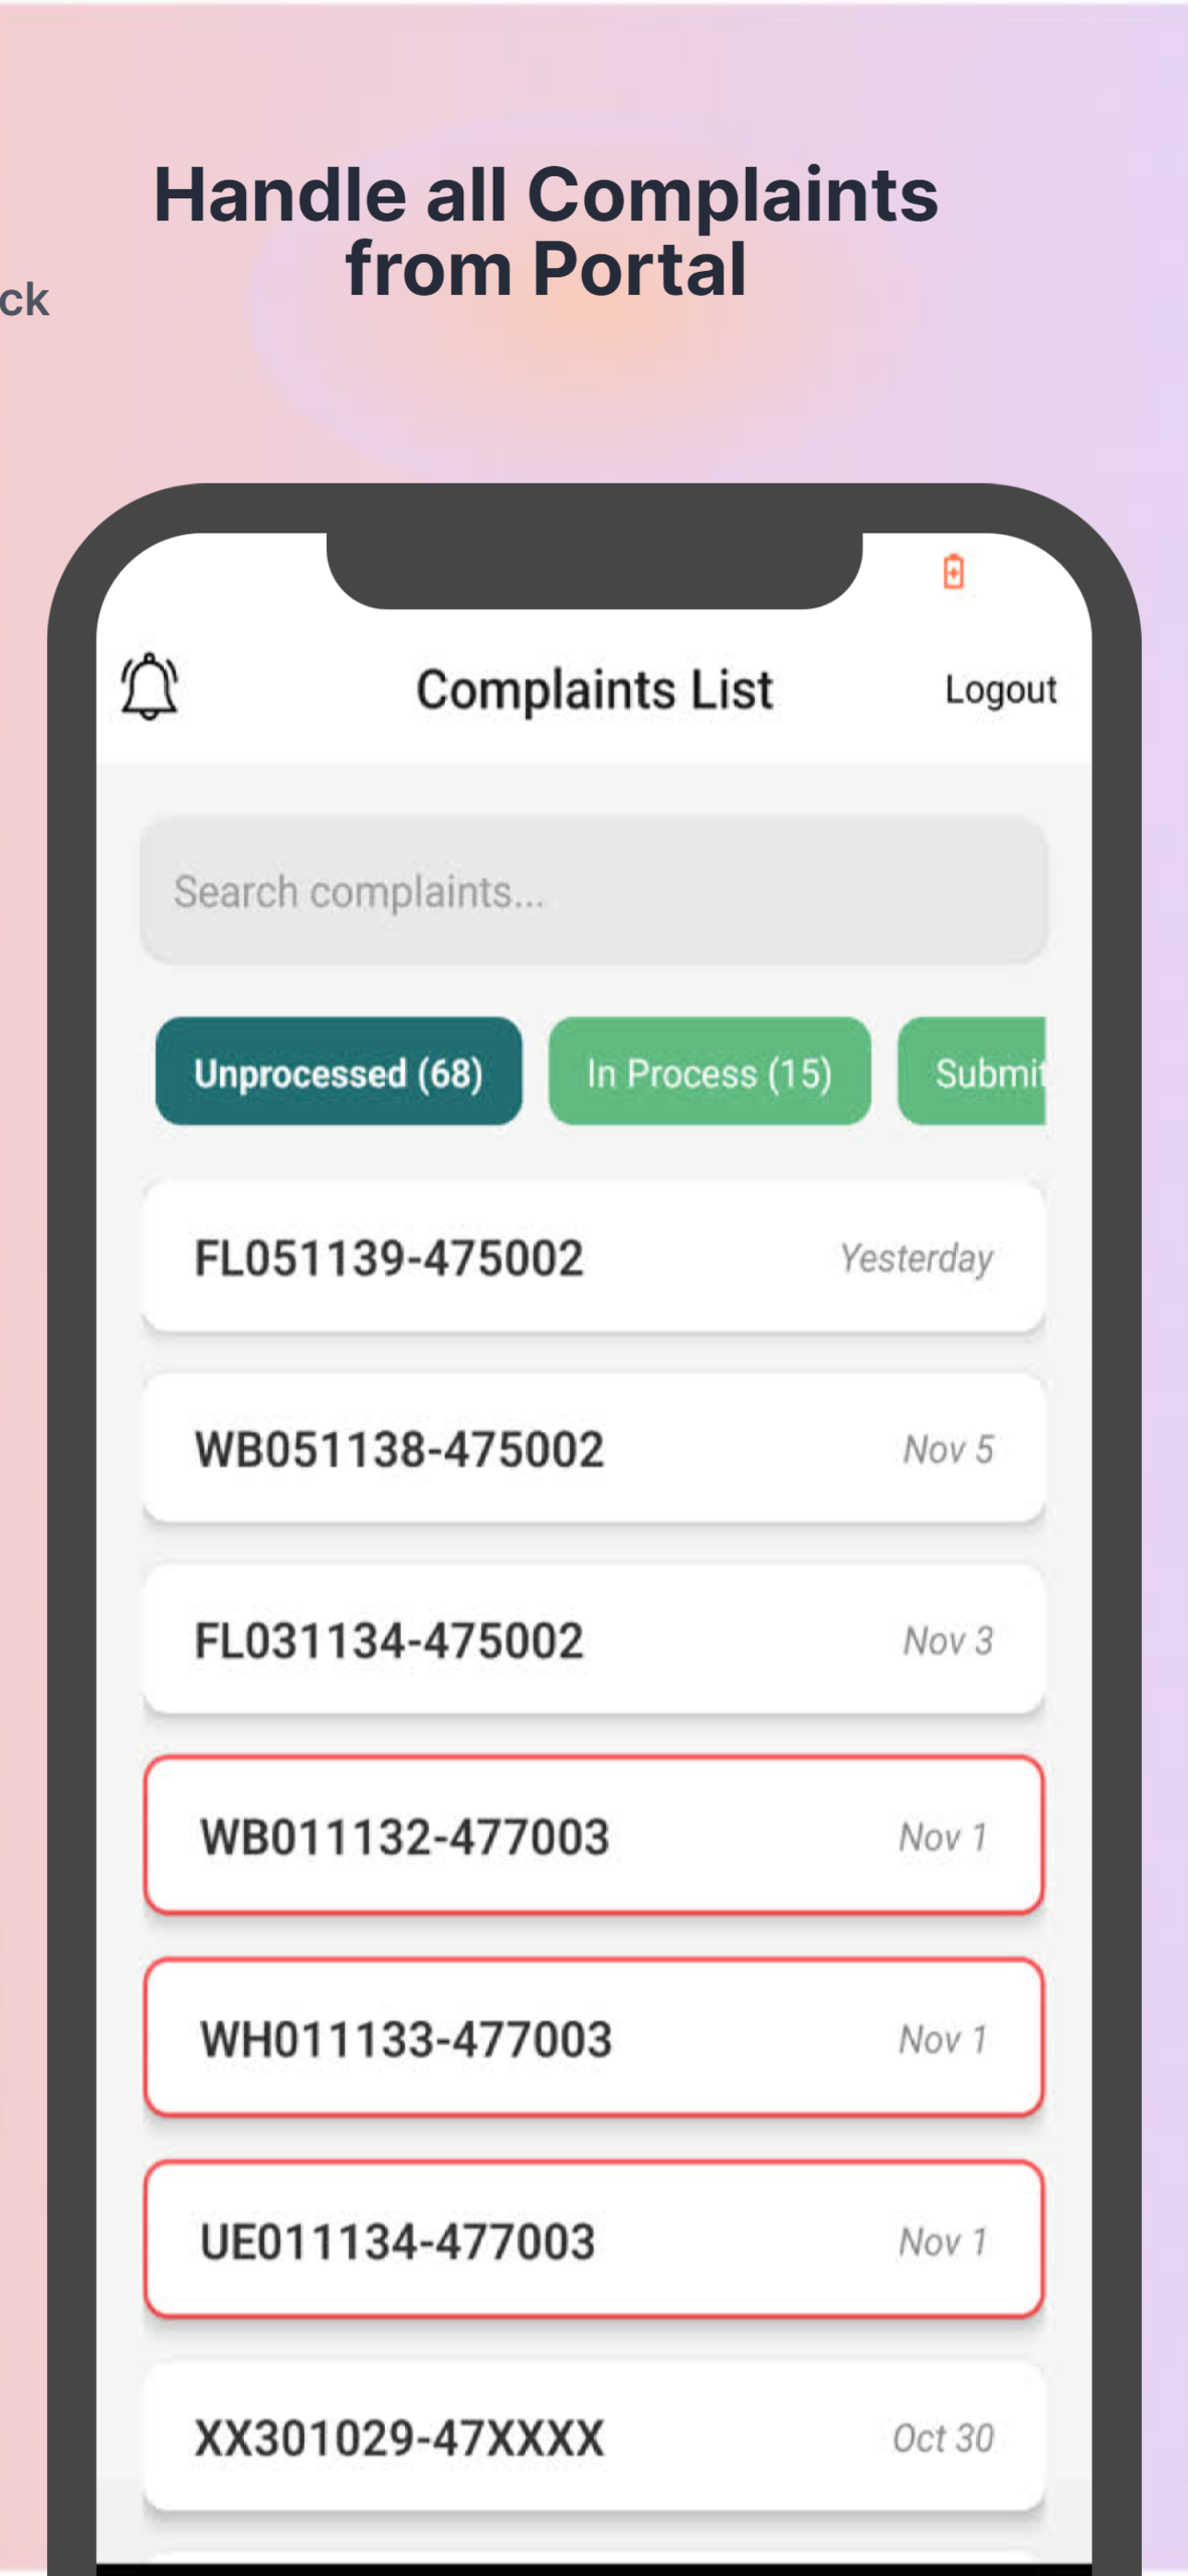 Handle all Complaints
from Portal
ck
Complaints List
Logout
Search complaints...
Unprocessed (68)
In Process (15)
Submit
FL051139-475002
Yesterday
WB051138-475002
Nov 5
FL031134-475002
Nov 3
WB011132-477003
Nov 1
WH011133-477003
Nov 1
UE011134-477003
Nov 1
XX301029-47XXXX
Oct 30